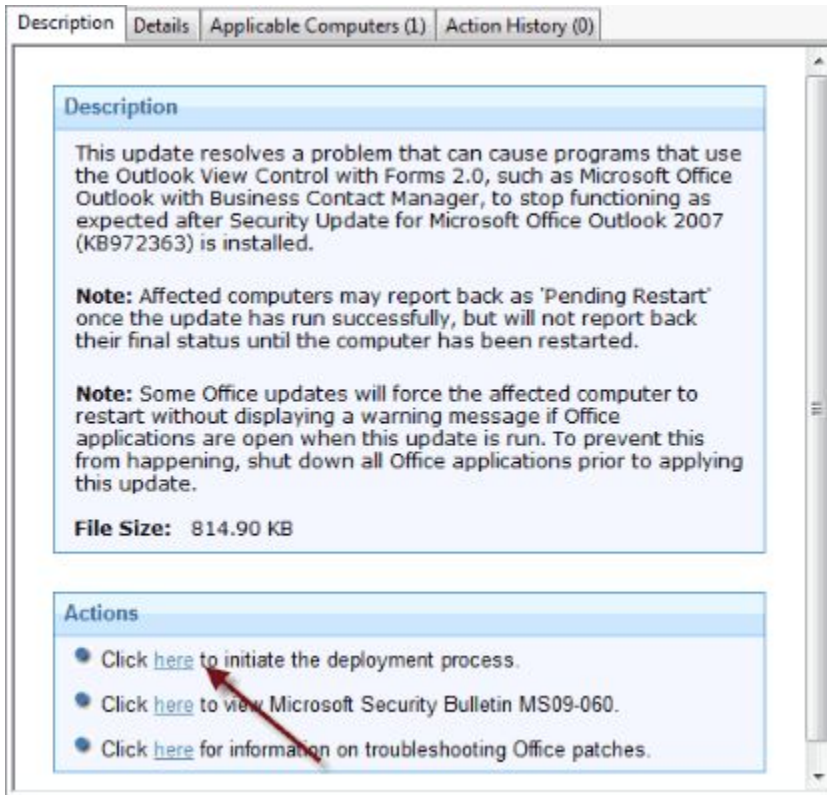 Description Details Applicable Computers (1) Action History (0)
Description
This update resolves a problem that can cause programs that use
the Outlook View Control with Forms 2.0, such as Microsoft Office
Outlook with Business Contact Manager, to stop functioning as
expected after Security Update for Microsoft Office Outlook 2007
(KB972363) is installed.
Note: Affected computers may report back as 'Pending Restart'
once the update has run successfully, but will not report back
their final status until the computer has been restarted.
Note: Some Office updates will force the affected computer to
restart without displaying a warning message if Office
applications are open when this update is run. To prevent this
from happening, shut down all Office applications prior to applying
this update.
File Size: 814.90 KB
Actions
Click here to initiate the deployment process.
Click here to view Microsoft Security Bulletin MS09-060.
Click here for information on troubleshooting Office patches.